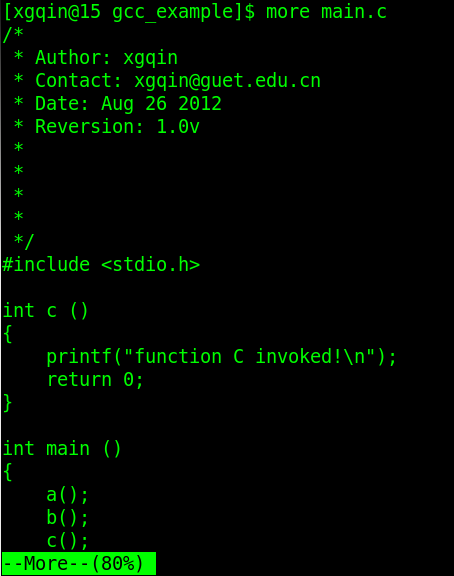 [xgqin@15 gcc_example]$ more main.c
/*
 * Author: xgqin
 * Contact: xgqin@guet.edu.cn
 * Date: Aug 26 2012
 * Reversion: 1.0v
 *
 *
 *
 *
 */
#include <stdio.h>

int c ()
{
    printf("function C invoked!\n");
    return 0;
}

int main ()
{
    a();
    b();
    c();
--More--(80%)